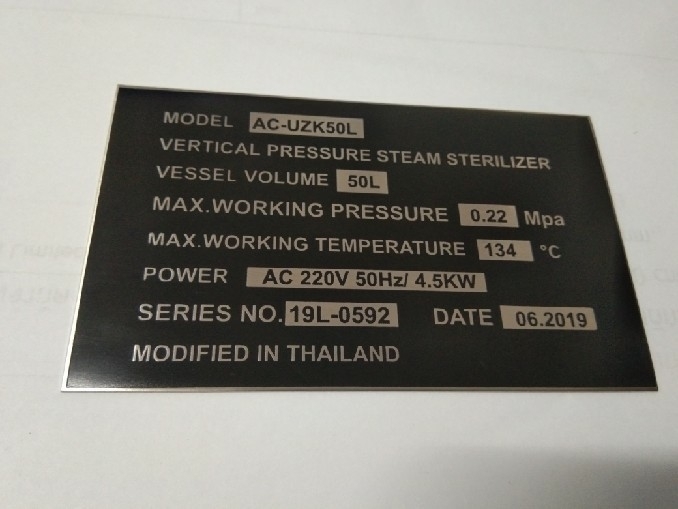 MODEL AC-UZK50L
VERTICAL PRESSURE STEAM STERILIZER
VESSEL VOLUME 50L
MAX.WORKING PRESSURE 0.22 Mpa
MAX.WORKING TEMPERATURE 134 °C
POWER AC 220V 50Hz/ 4.5KW
SERIES NO. 19L-0592 DATE 06.2019
MODIFIED IN THAILAND